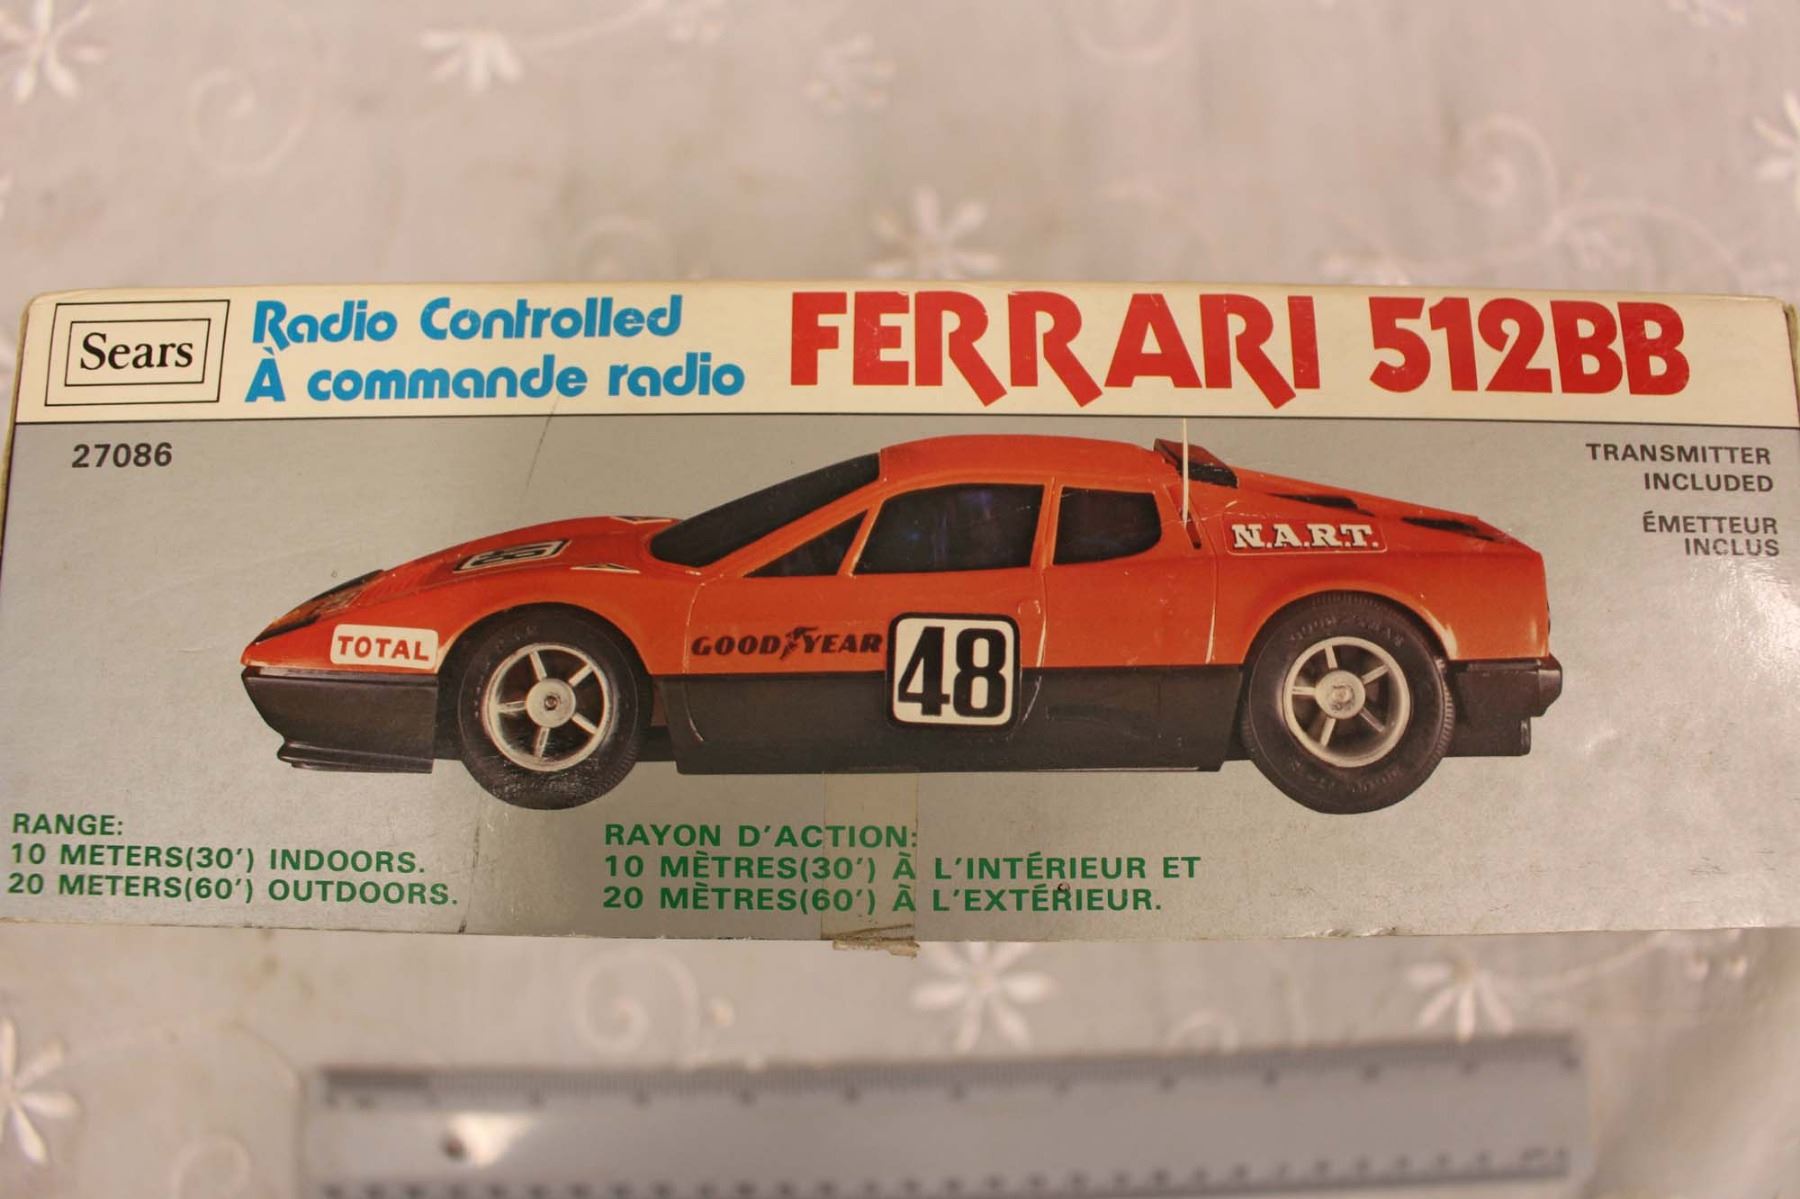 Sears
Radio Controlled
À commande radio
FERRARI 512BB
27086
TRANSMITTER
INCLUDED
ÉMETTEUR
INCLUS
N.A.R.T.
TOTAL
GOODYEAR
48
RANGE:
10 METERS(30') INDOORS.
20 METERS(60') OUTDOORS.
RAYON D'ACTION:
10 MÈTRES(30') À L'INTÉRIEUR ET
20 MÈTRES(60') À L'EXTÉRIEUR.